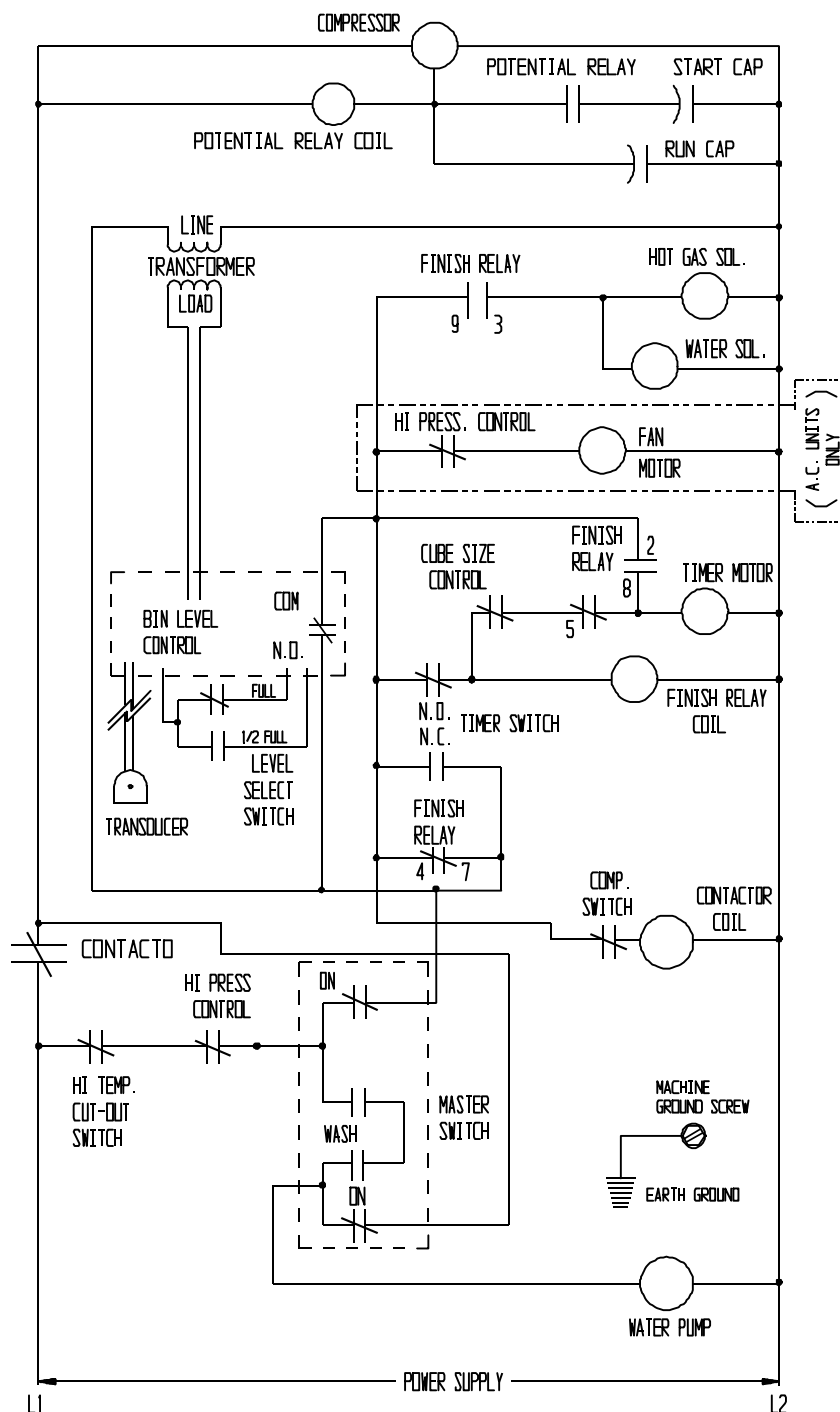 COMPRESSOR
POTENTIAL RELAY
START CAP
POTENTIAL RELAY COIL
RUN CAP
LINE
TRANSFORMER
LOAD
FINISH RELAY
9
3
HOT GAS SOL.
WATER SOL.
HI PRESS. CONTROL
FAN
MOTOR
( A.C. UNITS )
ONLY
FINISH
RELAY
2
8
CUBE SIZE
CONTROL
5
TIMER MOTOR
BIN LEVEL
CONTROL
COM
N.O.
FULL
1/2 FULL
LEVEL
SELECT
SWITCH
TRANSDUCER
N.O.
N.C.
TIMER SWITCH
FINISH RELAY
COIL
FINISH
RELAY
4
7
COMP.
SWITCH
CONTACTOR
COIL
CONTACTO
HI PRESS
CONTROL
ON
HI TEMP.
CUT-OUT
SWITCH
WASH
MASTER
SWITCH
ON
MACHINE
GROUND SCREW
EARTH GROUND
WATER PUMP
POWER SUPPLY
L1
L2